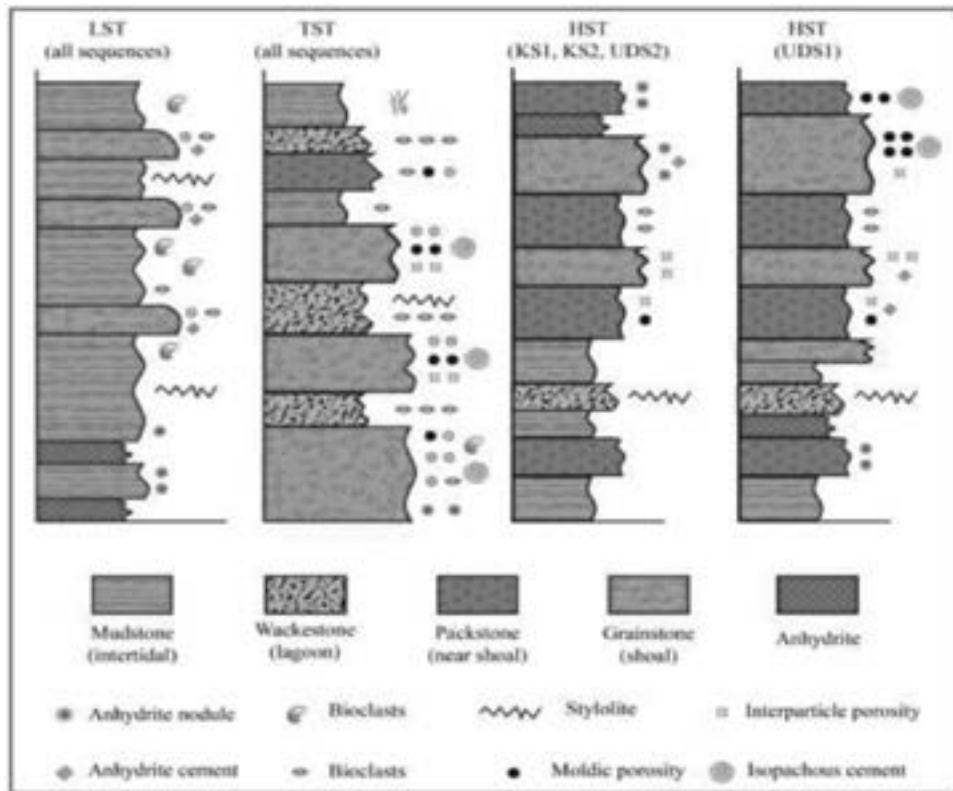 LST
(all sequences)
TST
(all sequences)
HST
(KS1, KS2, UDS2)
HST
(UDS1)
Mudstone
(intertidal)
Wackestone
(lagoon)
Packstone
(near shoal)
Grainstone
(shoal)
Anhydrite
Anhydrite nodule
Bioclasts
Stylolite
Interparticle porosity
Anhydrite cement
Bioclasts
Moldic porosity
Isopachous cement